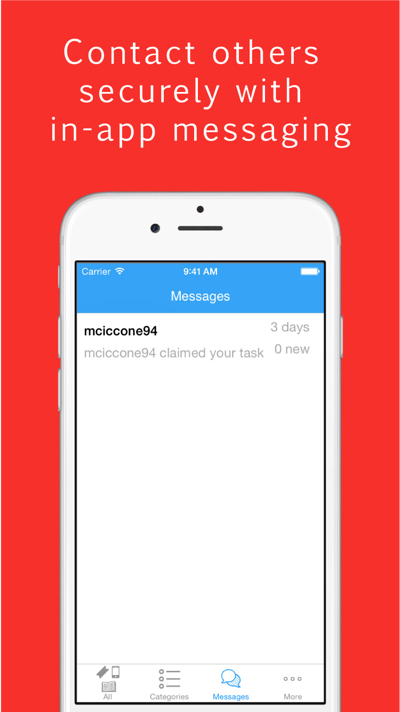 Contact others
securely with
in-app messaging
Carrier 9:41 AM
Messages
mciccone94 3 days
mciccone94 claimed your task 0 new
All Categories Messages More